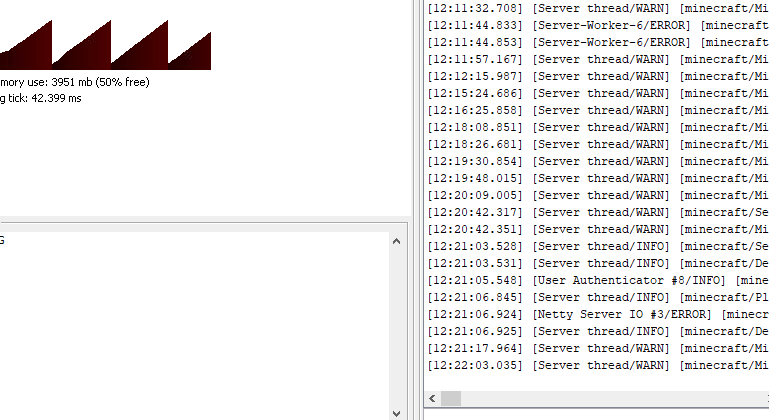 mory use: 3951 mb (50% free)
g tick: 42.399 ms
G
[12:11:32.708] [Server thread/WARN] [minecraft/Mi
[12:11:44.833] [Server-Worker-6/ERROR] [minecraft
[12:11:44.853] [Server-Worker-6/ERROR] [minecraft
[12:11:57.167] [Server thread/WARN] [minecraft/Mi
[12:12:15.987] [Server thread/WARN] [minecraft/Mi
[12:15:24.686] [Server thread/WARN] [minecraft/Mi
[12:16:25.858] [Server thread/WARN] [minecraft/Mi
[12:18:08.851] [Server thread/WARN] [minecraft/Mi
[12:18:26.681] [Server thread/WARN] [minecraft/Mi
[12:19:30.854] [Server thread/WARN] [minecraft/Mi
[12:19:48.015] [Server thread/WARN] [minecraft/Mi
[12:20:09.005] [Server thread/WARN] [minecraft/Mi
[12:20:42.317] [Server thread/WARN] [minecraft/Se
[12:20:42.351] [Server thread/WARN] [minecraft/Mi
[12:21:03.528] [Server thread/INFO] [minecraft/Se
[12:21:03.531] [Server thread/INFO] [minecraft/De
[12:21:05.548] [User Authenticator #8/INFO] [mine
[12:21:06.845] [Server thread/INFO] [minecraft/Pl
[12:21:06.924] [Netty Server IO #3/ERROR] [minecr
[12:21:06.925] [Server thread/INFO] [minecraft/De
[12:21:17.964] [Server thread/WARN] [minecraft/Mi
[12:22:03.035] [Server thread/WARN] [minecraft/Mi